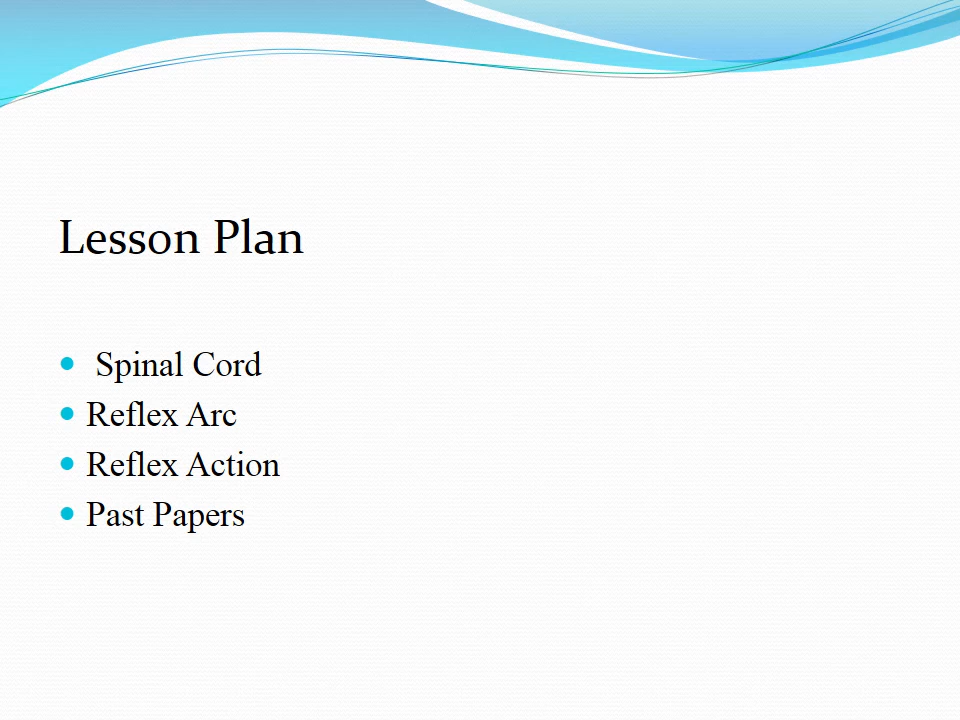 Lesson Plan
• Spinal Cord
• Reflex Arc
• Reflex Action
• Past Papers